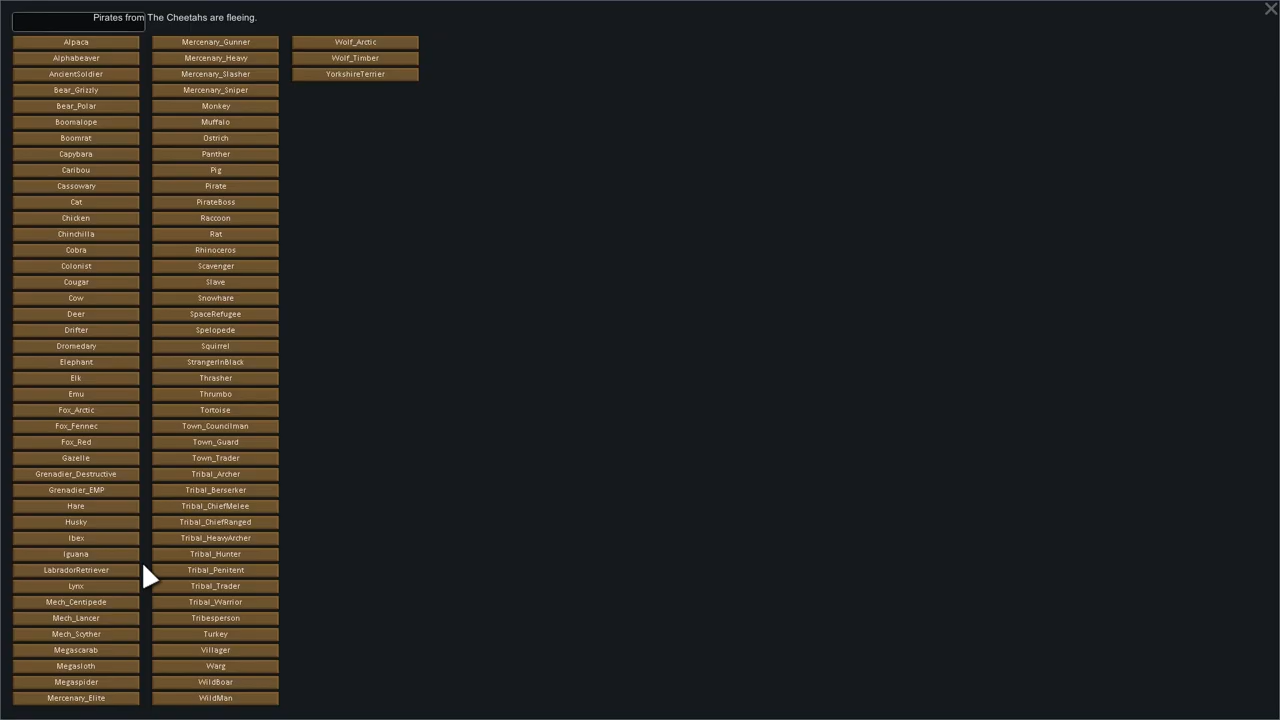 Pirates from The Cheetahs are fleeing.
Alpaca
Alphabeaver
AncientSoldier
Bear_Grizzly
Bear_Polar
Boomalope
Boomrat
Capybara
Caribou
Cassowary
Cat
Chicken
Chinchilla
Cobra
Colonist
Cougar
Cow
Deer
Drifter
Dromedary
Elephant
Elk
Emu
Fox_Arctic
Fox_Fennec
Fox_Red
Gazelle
Grenadier_Destructive
Grenadier_EMP
Hare
Husky
Ibex
Iguana
LabradorRetriever
Lynx
Mech_Centipede
Mech_Lancer
Mech_Scyther
Megascarab
Megasloth
Megaspider
Mercenary_Elite
Mercenary_Gunner
Mercenary_Heavy
Mercenary_Slasher
Mercenary_Sniper
Monkey
Muffalo
Ostrich
Panther
Pig
Pirate
PirateBoss
Raccoon
Rat
Rhinoceros
Scavenger
Slave
Snowhare
SpaceRefugee
Spelopede
Squirrel
StrangerInBlack
Thrasher
Thrumbo
Tortoise
Town_Councilman
Town_Guard
Town_Trader
Tribal_Archer
Tribal_Berserker
Tribal_ChiefMelee
Tribal_ChiefRanged
Tribal_HeavyArcher
Tribal_Hunter
Tribal_Penitent
Tribal_Trader
Tribal_Warrior
Tribesperson
Turkey
Villager
Warg
WildBoar
WildMan
Wolf_Arctic
Wolf_Timber
YorkshireTerrier